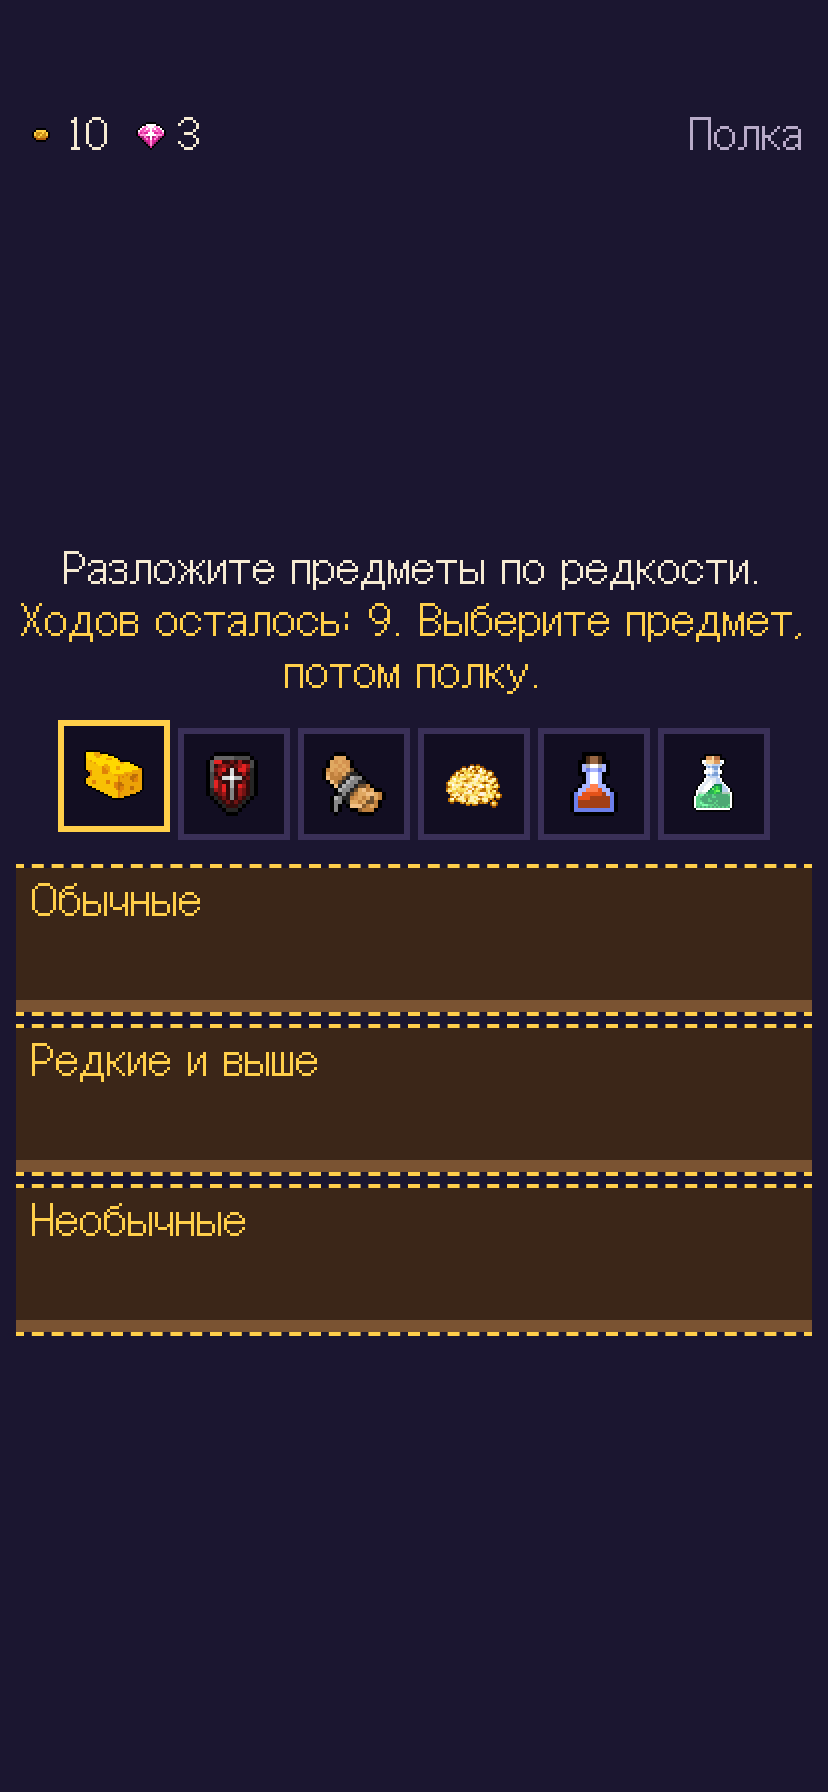 10 3 Полка
Разложите предметы по редкости.
Ходов осталось: 9. Выберите предмет,
потом полку.
Обычные
Редкие и выше
Необычные